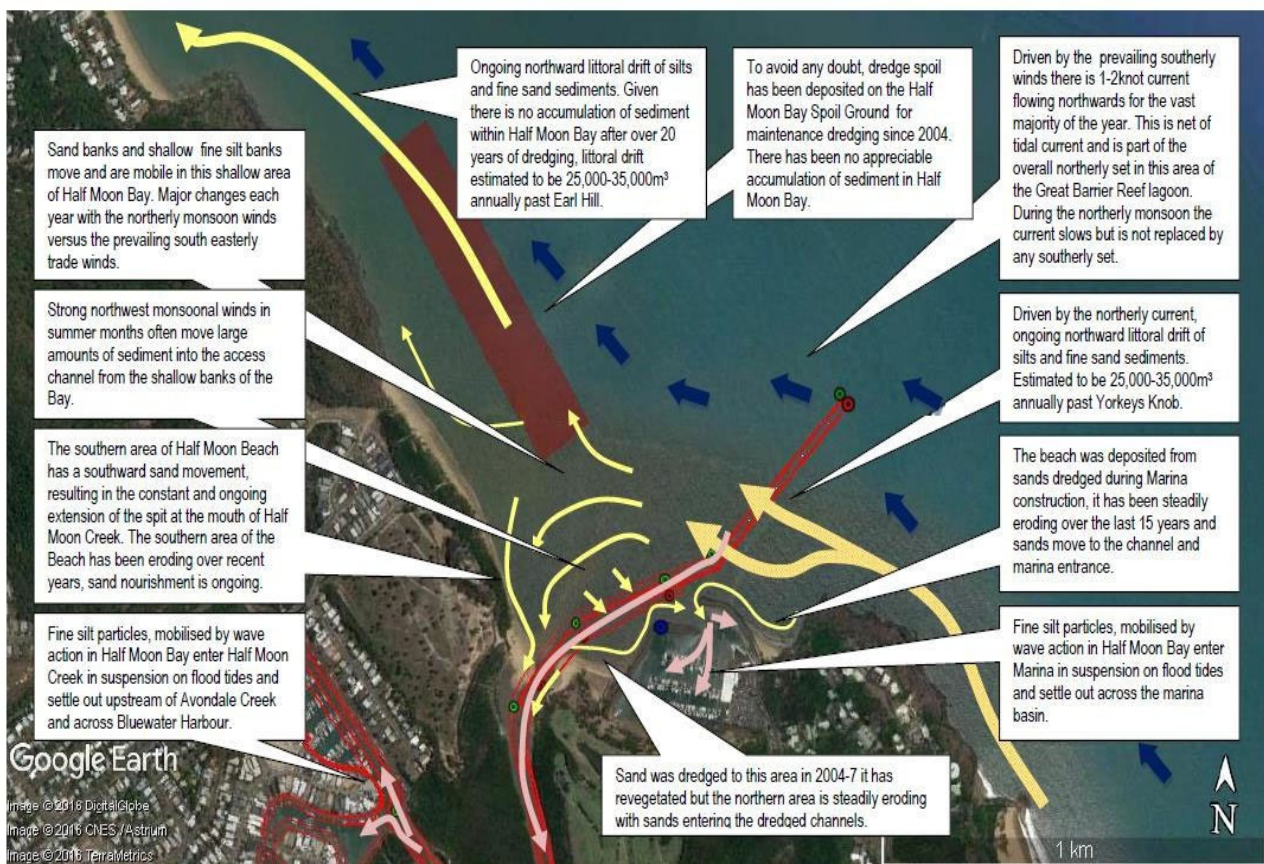 Ongoing northward littoral drift of silts
and fine sand sediments. Given
there is no accumulation of sediment
within Half Moon Bay after over 20
years of dredging, littoral drift
estimated to be 25,000-35,000m³
annually past Earl Hill.
To avoid any doubt, dredge spoil
has been deposited on the Half
Moon Bay Spoil Ground for
maintenance dredging since 2004.
There has been no appreciable
accumulation of sediment in Half
Moon Bay.
Driven by the prevailing southerly
winds there is 1-2knot current
flowing northwards for the vast
majority of the year. This is net of
tidal current and is part of the
overall northerly set in this area of
the Great Barrier Reef lagoon.
During the northerly monsoon the
current slows but is not replaced by
any southerly set.
Sand banks and shallow fine silt banks
move and are mobile in this shallow area
of Half Moon Bay. Major changes each
year with the northerly monsoon winds
versus the prevailing south easterly
trade winds.
Strong northwest monsoonal winds in
summer months often move large
amounts of sediment into the access
channel from the shallow banks of the
Bay.
Driven by the northerly current,
ongoing northward littoral drift of
silts and fine sand sediments.
Estimated to be 25,000-35,000m³
annually past Yorkeys Knob.
The southern area of Half Moon Beach
has a southward sand movement,
resulting in the constant and ongoing
extension of the spit at the mouth of Half
Moon Creek. The southern area of the
Beach has been eroding over recent
years, sand nourishment is ongoing.
The beach was deposited from
sands dredged during Marina
construction, it has been steadily
eroding over the last 15 years and
sands move to the channel and
marina entrance.
Fine silt particles, mobilised by
wave action in Half Moon Bay enter Half Moon
Creek in suspension on flood tides and
settle out upstream of Avondale Creek
and across Bluewater Harbour.
Fine silt particles, mobilised by
wave action in Half Moon Bay enter
Marina in suspension on flood tides
and settle out across the marina
basin.
Sand was dredged to this area in 2004-7 it has
revegetated but the northern area is steadily eroding
with sands entering the dredged channels.
Google Earth
Image © 2016 DigitalGlobe
Image © 2016 CNES / Astrium
Image © 2016 TerraMetrics
N
1 km